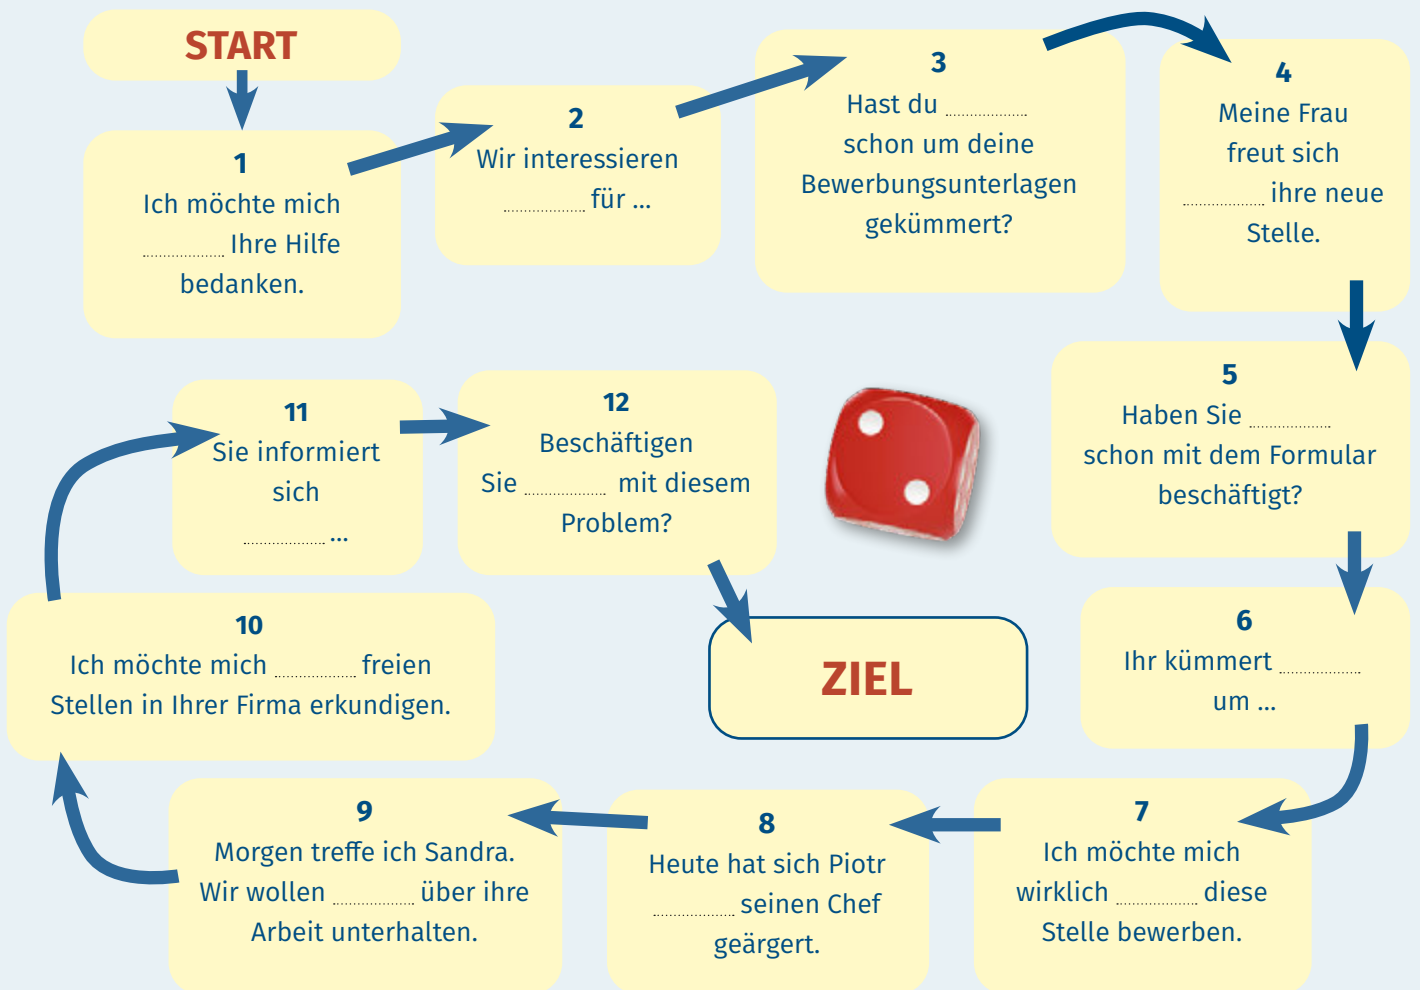 START
1
Ich möchte mich
.................... Ihre Hilfe
bedanken.
2
Wir interessieren
.................... für ...
3
Hast du ....................
schon um deine
Bewerbungsunterlagen
gekümmert?
4
Meine Frau
freut sich
.................... ihre neue
Stelle.
5
Haben Sie ....................
schon mit dem Formular
beschäftigt?
6
Ihr kümmert ....................
um ...
7
Ich möchte mich
wirklich .................... diese
Stelle bewerben.
8
Heute hat sich Piotr
.................... seinen Chef
geärgert.
9
Morgen treffe ich Sandra.
Wir wollen .................... über ihre
Arbeit unterhalten.
10
Ich möchte mich .................... freien
Stellen in Ihrer Firma erkundigen.
11
Sie informiert
sich
.................... ...
12
Beschäftigen
Sie .................... mit diesem
Problem?
ZIEL